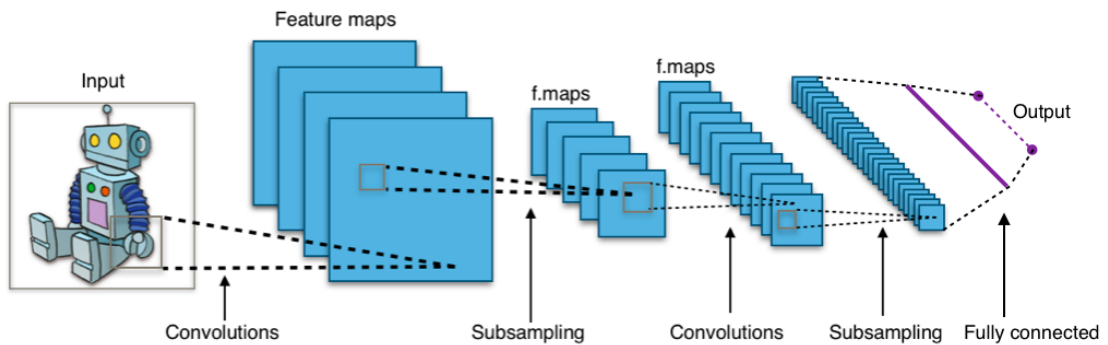 Feature maps
Input
f.maps
f.maps
Output
Convolutions
Subsampling
Convolutions
Subsampling
Fully connected